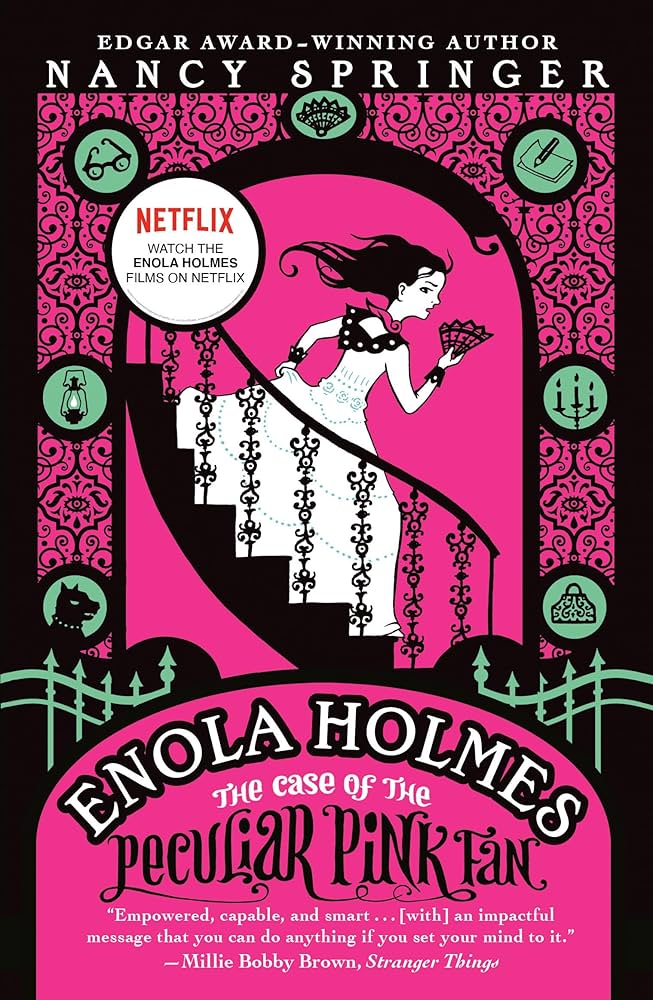 EDGAR AWARD–WINNING AUTHOR
NANCY SPRINGER
NETFLIX
WATCH THE
ENOLA HOLMES
FILMS ON NETFLIX
ENOLA HOLMES
THE CASE OF THE
PECULIAR PINK FAN
“Empowered, capable, and smart . . . [with] an impactful
message that you can do anything if you set your mind to it.”
—Millie Bobby Brown, Stranger Things